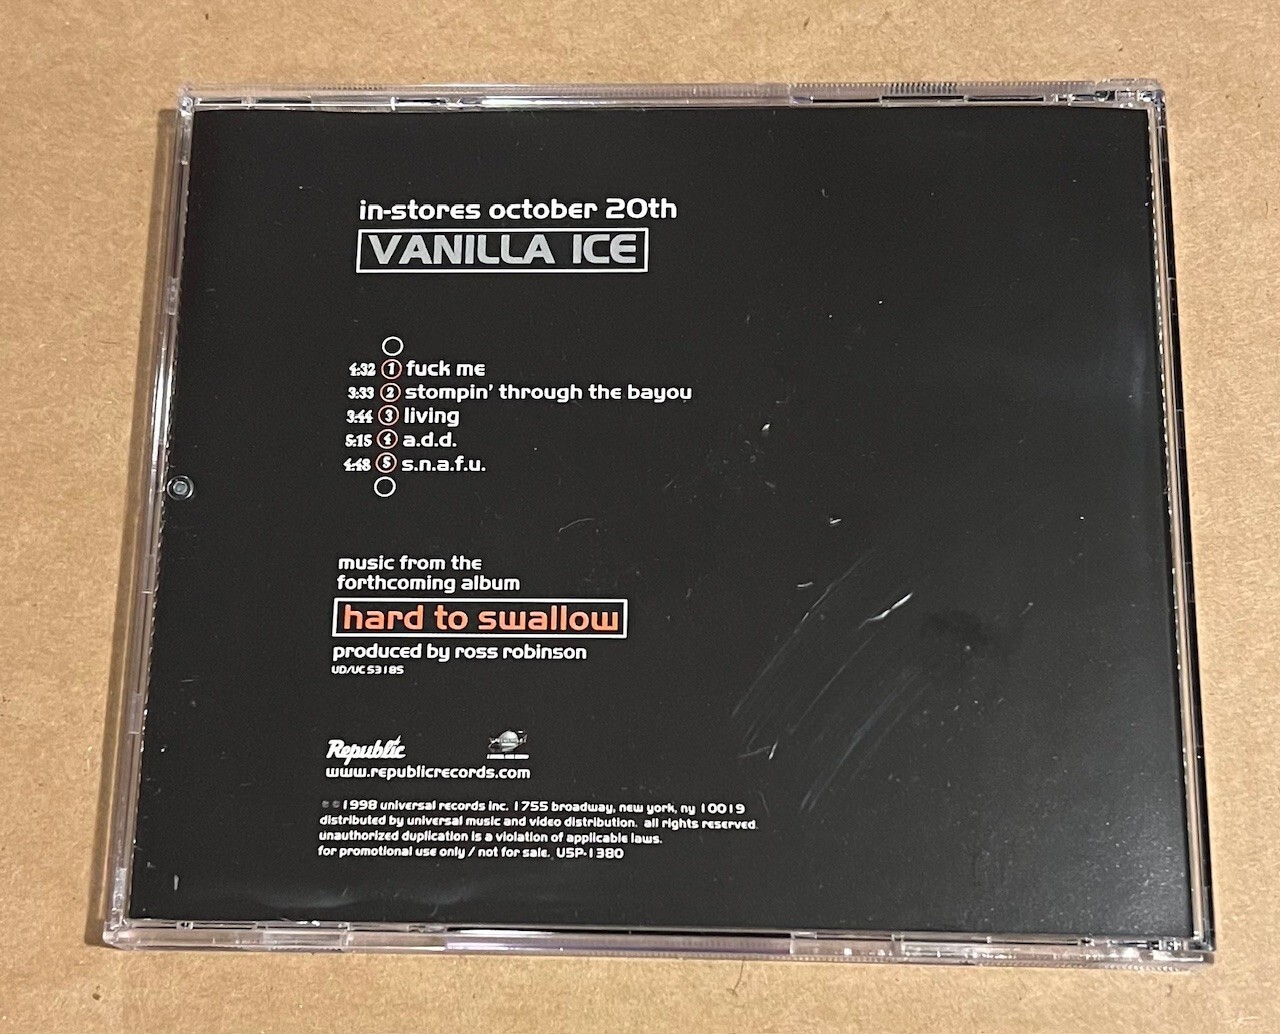 in-stores october 20th
VANILLA ICE
4:32 1 fuck me
3:33 2 stompin' through the bayou
3:44 3 living
5:15 4 a.d.d.
4:48 5 s.n.a.f.u.
music from the
forthcoming album
hard to swallow
produced by ross robinson
UD/UC 53185
Republic
UNIVERSAL
www.republicrecords.com
1998 universal records inc. 1755 broadway, new york, ny 10019
distributed by universal music and video distribution. all rights reserved.
unauthorized duplication is a violation of applicable laws.
for promotional use only / not for sale. USP-1380